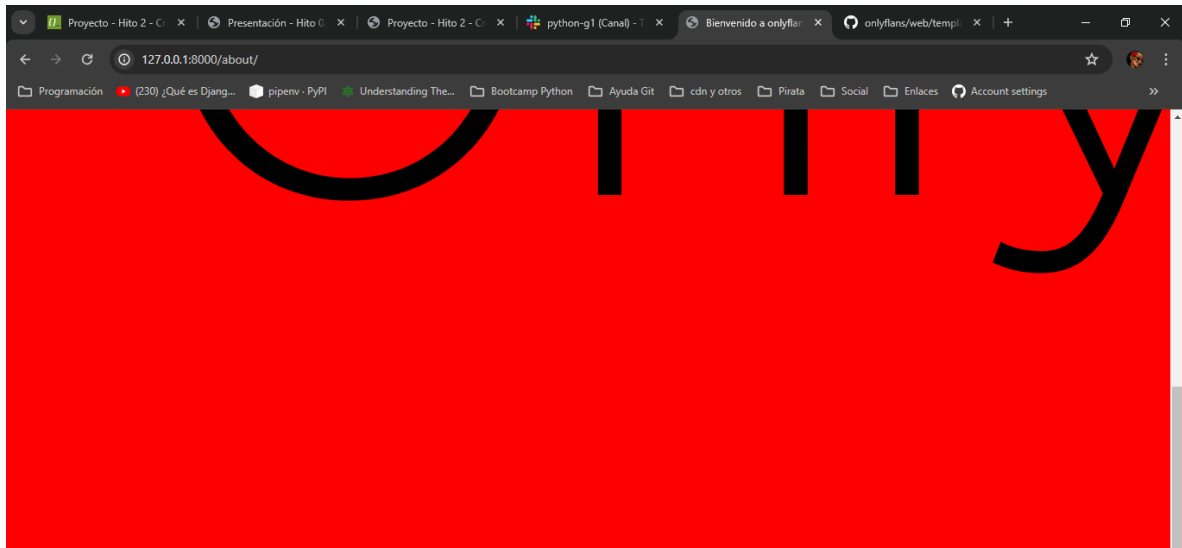 Proyecto - Hito 2 - Cr
Presentación - Hito 0
Proyecto - Hito 2 - Cr
python-g1 (Canal) - T
Bienvenido a onlyflan
onlyflans/web/templa
127.0.0.1:8000/about/
Programación
(230) ¿Qué es Djang...
pipenv · PyPI
Understanding The...
Bootcamp Python
Ayuda Git
cdn y otros
Pirata
Social
Enlaces
Account settings
Only